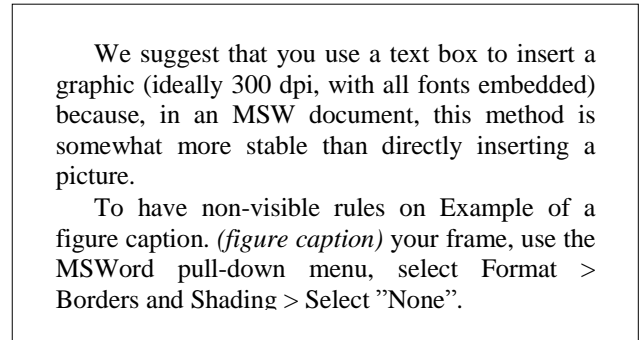 We suggest that you use a text box to insert a
graphic (ideally 300 dpi, with all fonts embedded)
because, in an MSW document, this method is
somewhat more stable than directly inserting a
picture.
To have non-visible rules on Example of a
figure caption. (figure caption) your frame, use the
MSWord pull-down menu, select Format >
Borders and Shading > Select ”None”.